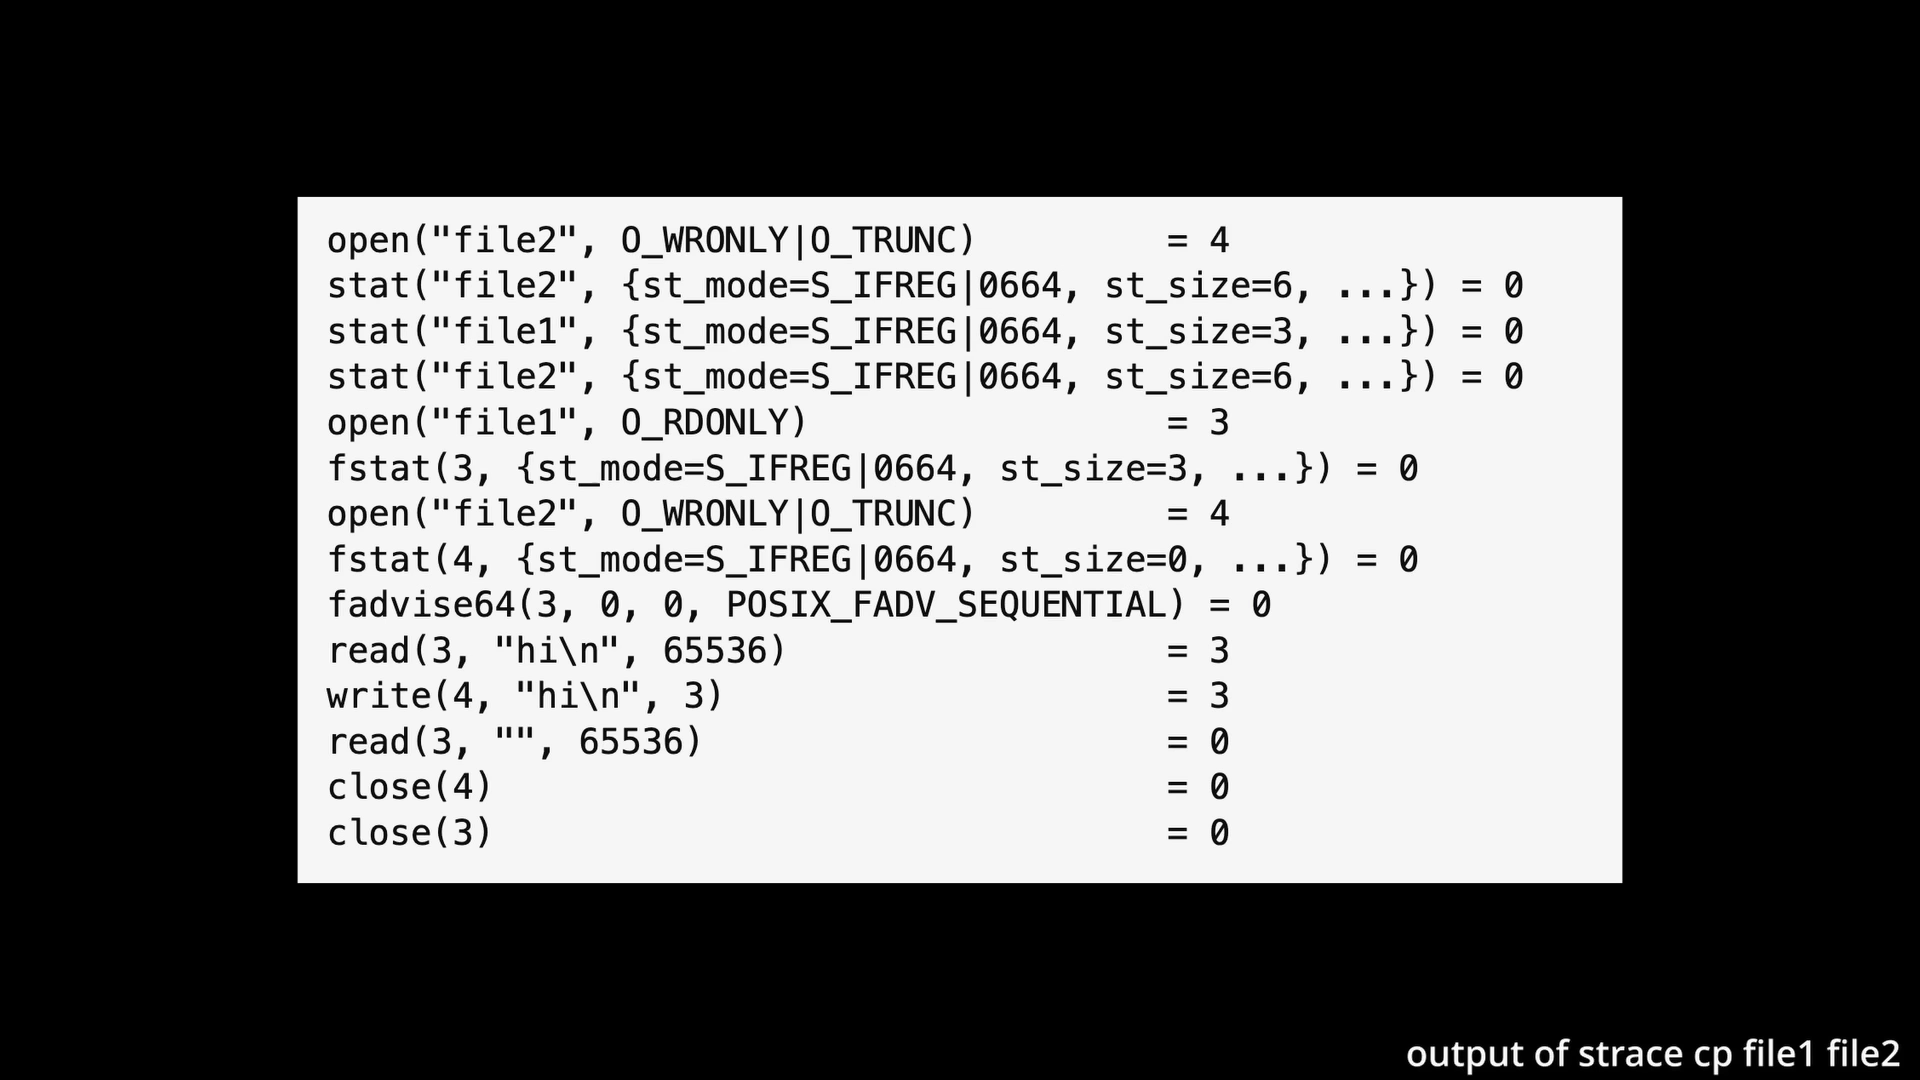 open("file2", O_WRONLY|O_TRUNC)         = 4
stat("file2", {st_mode=S_IFREG|0664, st_size=6, ...}) = 0
stat("file1", {st_mode=S_IFREG|0664, st_size=3, ...}) = 0
stat("file2", {st_mode=S_IFREG|0664, st_size=6, ...}) = 0
open("file1", O_RDONLY)                 = 3
fstat(3, {st_mode=S_IFREG|0664, st_size=3, ...}) = 0
open("file2", O_WRONLY|O_TRUNC)         = 4
fstat(4, {st_mode=S_IFREG|0664, st_size=0, ...}) = 0
fadvise64(3, 0, 0, POSIX_FADV_SEQUENTIAL) = 0
read(3, "hi\n", 65536)                  = 3
write(4, "hi\n", 3)                     = 3
read(3, "", 65536)                      = 0
close(4)                                = 0
close(3)                                = 0
output of strace cp file1 file2